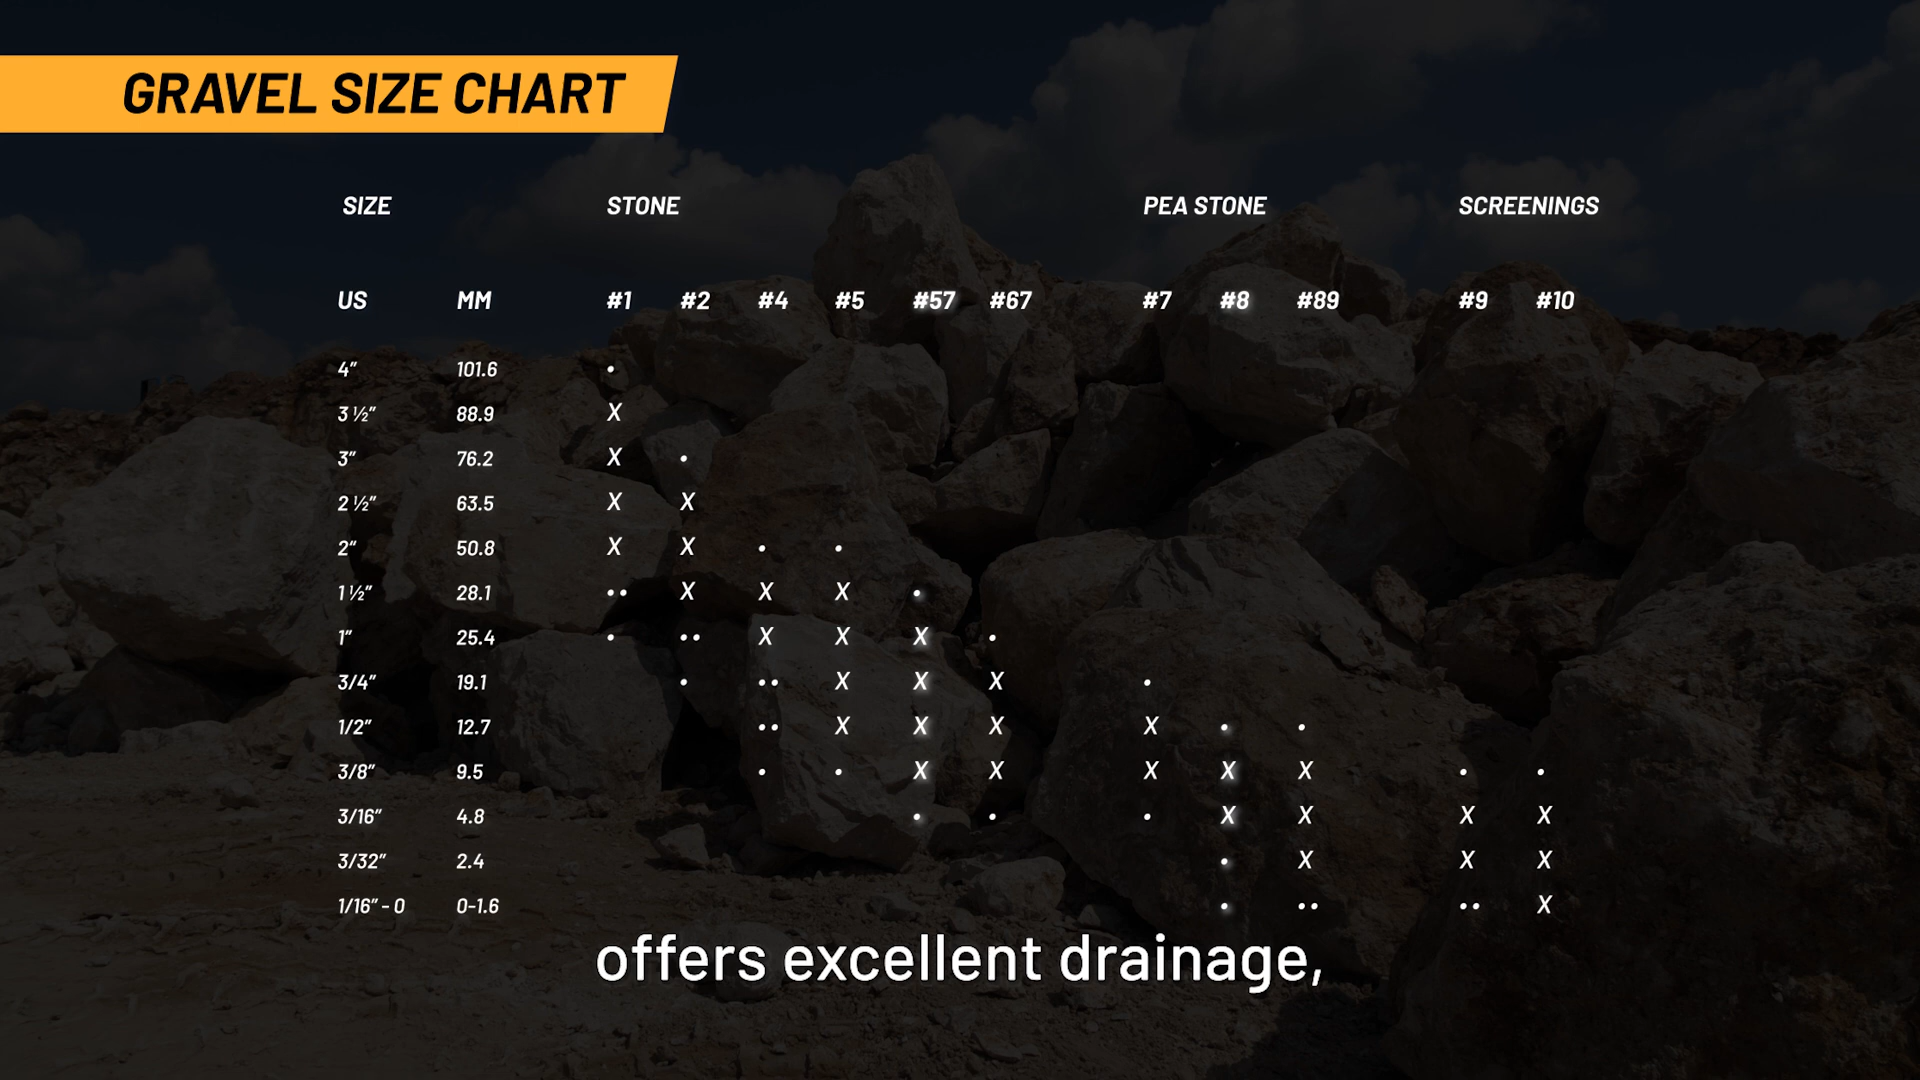 GRAVEL SIZE CHART
SIZE STONE PEA STONE SCREENINGS
US MM #1 #2 #4 #5 #57 #67 #7 #8 #89 #9 #10
4" 101.6 •
3 ½" 88.9 X
3" 76.2 X •
2 ½" 63.5 X X
2" 50.8 X X • •
1 ½" 28.1 •• X X X •
1" 25.4 • •• X X X •
3/4" 19.1 • •• X X X •
1/2" 12.7 •• X X X X • •
3/8" 9.5 • • X X X X X • •
3/16" 4.8 • • • X X X X
3/32" 2.4 • X X X
1/16" - 0 0-1.6 • •• •• X
offers excellent drainage,